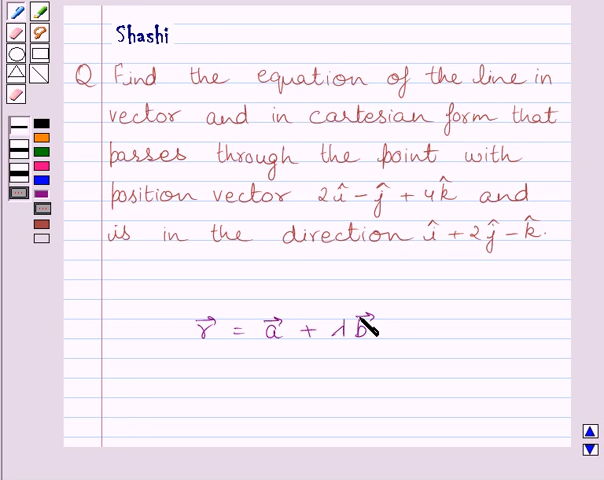 Shashi
Q Find the equation of the line in
vector and in cartesian form that
passes through the point with
position vector 2î - ĵ + 4k̂ and
is in the direction î + 2ĵ - k̂.
r⃗ = a⃗ + λb⃗